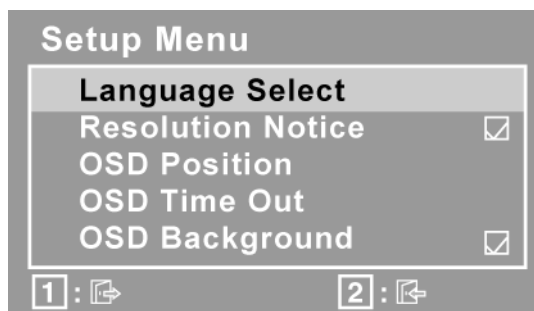 Setup Menu
Language Select
Resolution Notice
OSD Position
OSD Time Out
OSD Background
1 : 2 :